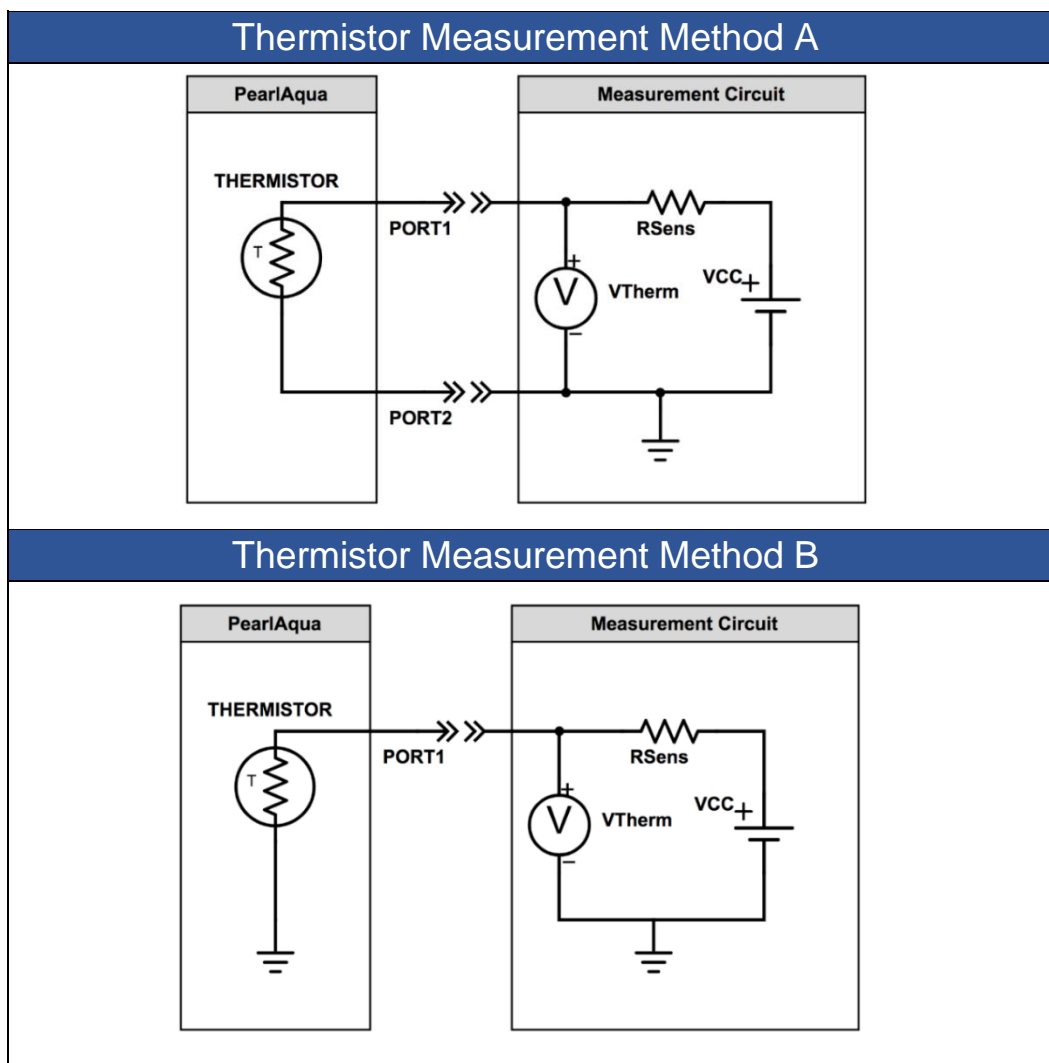 Thermistor Measurement Method A
PearlAqua
Measurement Circuit
THERMISTOR
T
PORT1
RSens
+
V
VTherm
VCC
+
−
PORT2
Thermistor Measurement Method B
PearlAqua
Measurement Circuit
THERMISTOR
T
PORT1
RSens
+
V
VTherm
VCC
+
−